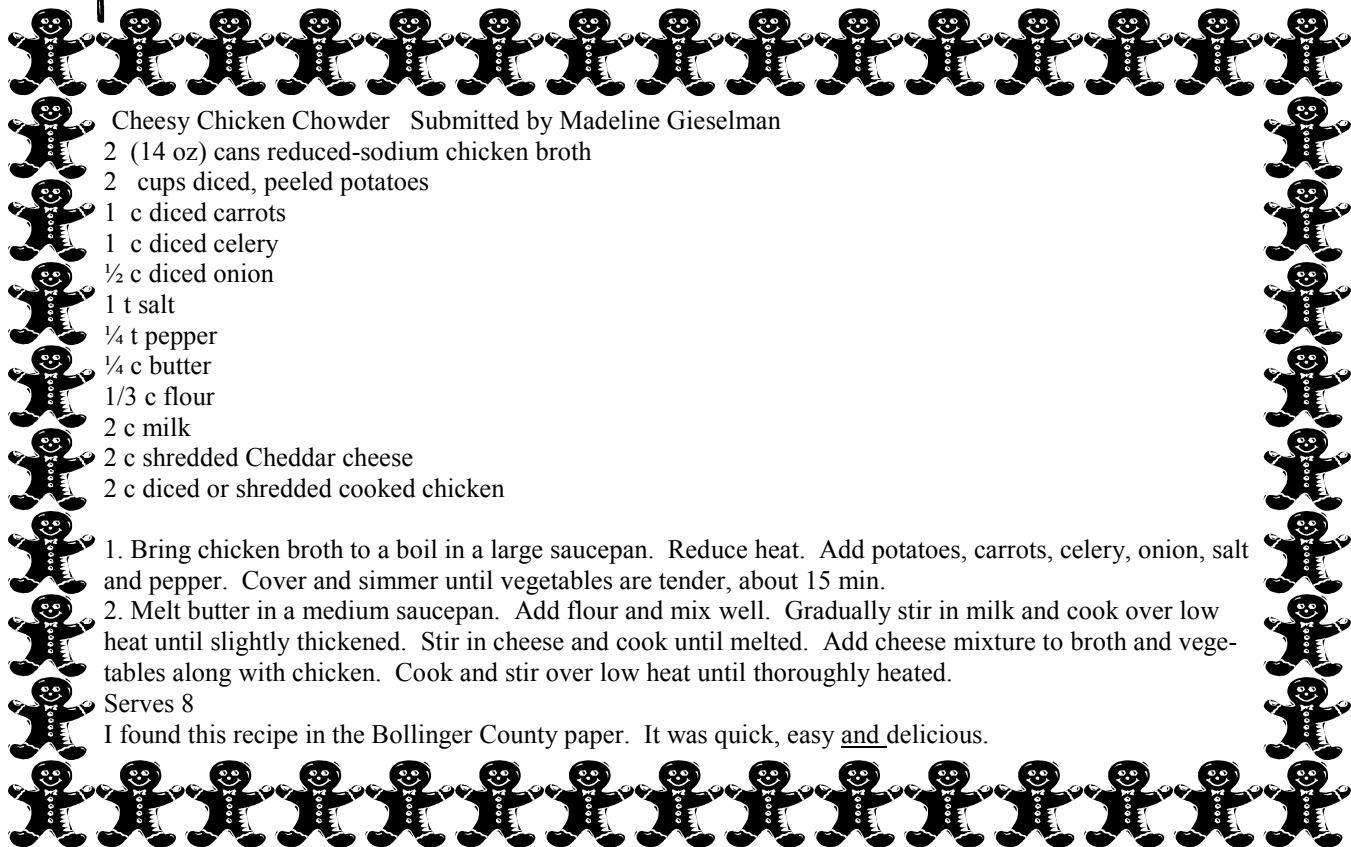 Cheesy Chicken Chowder   Submitted by Madeline Gieselman
2  (14 oz) cans reduced-sodium chicken broth
2   cups diced, peeled potatoes
1  c diced carrots
1  c diced celery
½ c diced onion
1 t salt
¼ t pepper
¼ c butter
1/3 c flour
2 c milk
2 c shredded Cheddar cheese
2 c diced or shredded cooked chicken

1. Bring chicken broth to a boil in a large saucepan.  Reduce heat.  Add potatoes, carrots, celery, onion, salt
and pepper.  Cover and simmer until vegetables are tender, about 15 min.
2. Melt butter in a medium saucepan.  Add flour and mix well.  Gradually stir in milk and cook over low
heat until slightly thickened.  Stir in cheese and cook until melted.  Add cheese mixture to broth and vege-
tables along with chicken.  Cook and stir over low heat until thoroughly heated.
Serves 8
I found this recipe in the Bollinger County paper.  It was quick, easy and delicious.